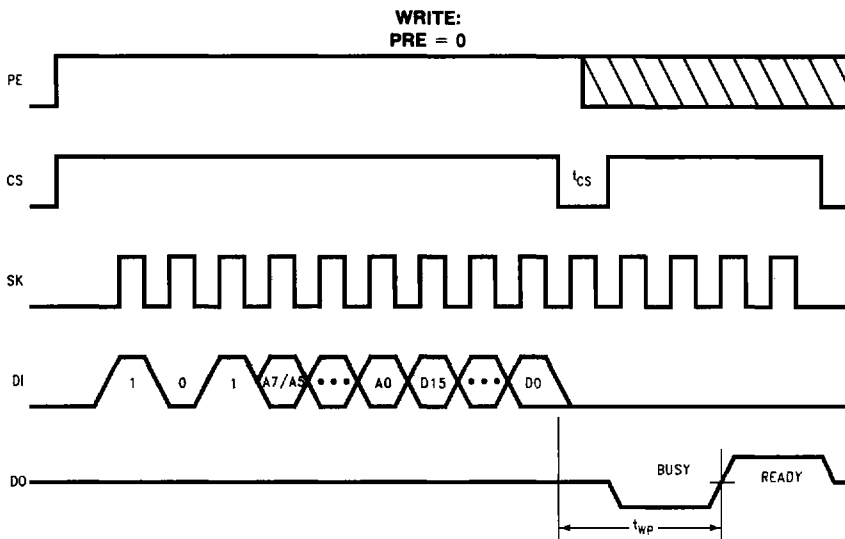 WRITE:
PRE = 0
PE
CS
tCS
SK
DI
1 0 1 A7/A5 ••• A0 D15 ••• D0
DO
BUSY
READY
tWP